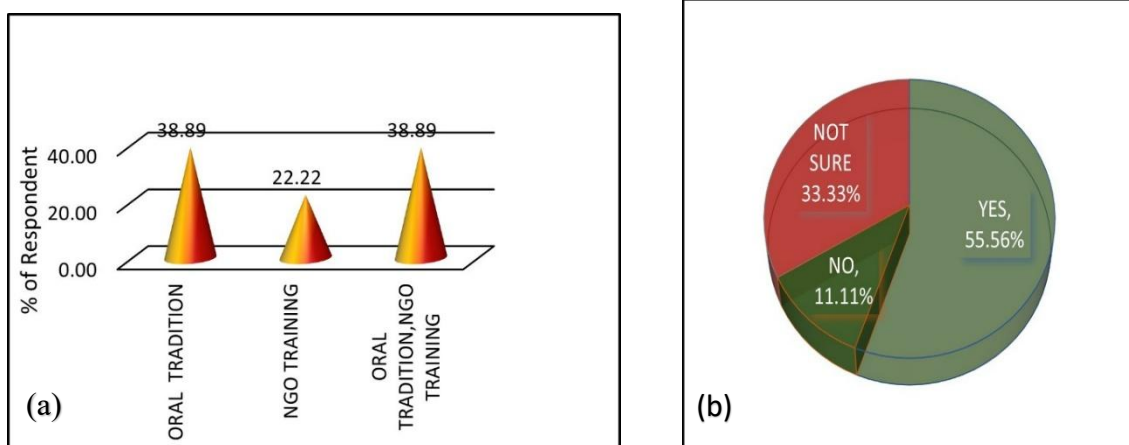 % of Respondent
40.00
20.00
0.00
38.89
22.22
38.89
ORAL TRADITION
NGO TRAINING
ORAL
TRADITION,NGO
TRAINING
(a)
NOT
SURE
33.33%
YES,
55.56%
NO,
11.11%
(b)